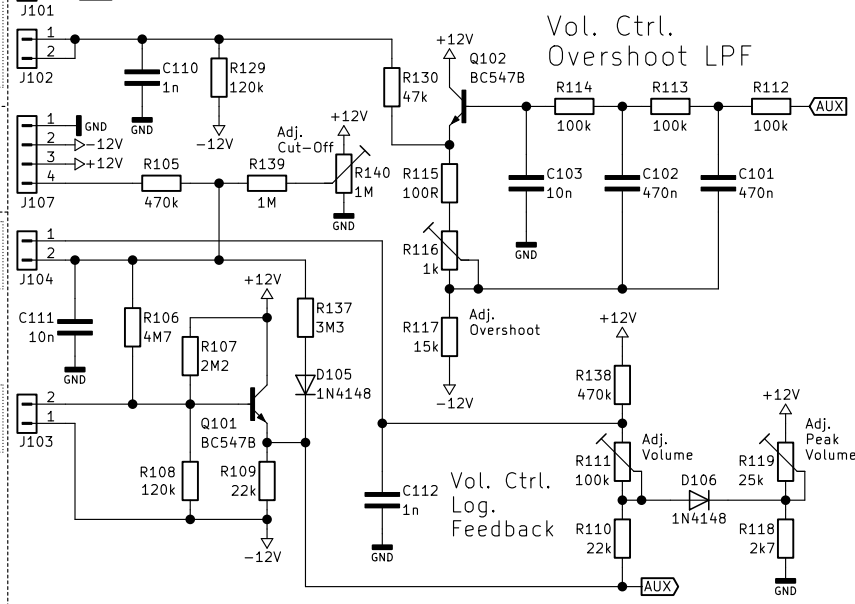 J101
1
2
J102
C110
1n
GND
R129
120k
-12V
R130
47k
+12V
Q102
BC547B
Vol. Ctrl.
Overshoot LPF
R114
100k
R113
100k
R112
100k
AUX
1
2
3
4
J107
GND
-12V
+12V
R105
470k
R139
1M
Adj.
Cut-Off
+12V
R140
1M
GND
R115
100R
C103
10n
GND
C102
470n
C101
470n
R116
1k
Adj.
Overshoot
R117
15k
-12V
1
2
J104
C111
10n
GND
R106
4M7
R107
2M2
+12V
R137
3M3
D105
1N4148
Q101
BC547B
2
1
J103
R108
120k
R109
22k
-12V
C112
1n
GND
Vol. Ctrl.
Log.
Feedback
+12V
R138
470k
Adj.
Volume
R111
100k
D106
1N4148
+12V
Adj.
Peak
Volume
R119
25k
R110
22k
R118
2k7
GND
AUX